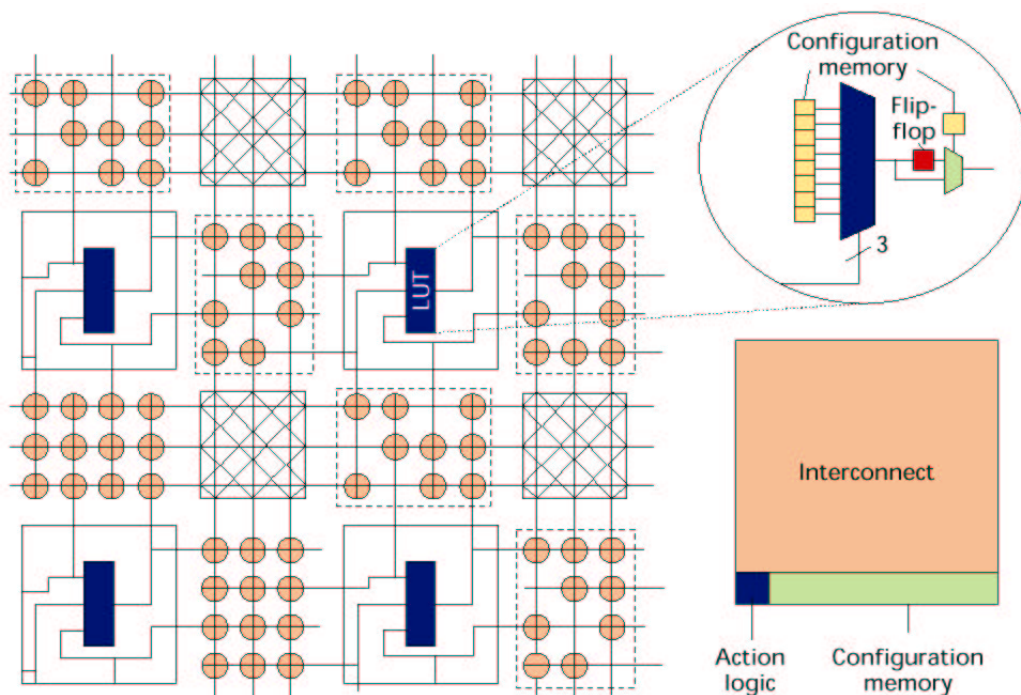 Configuration
memory
Flip-
flop
3
LUT
Interconnect
Action
logic
Configuration
memory